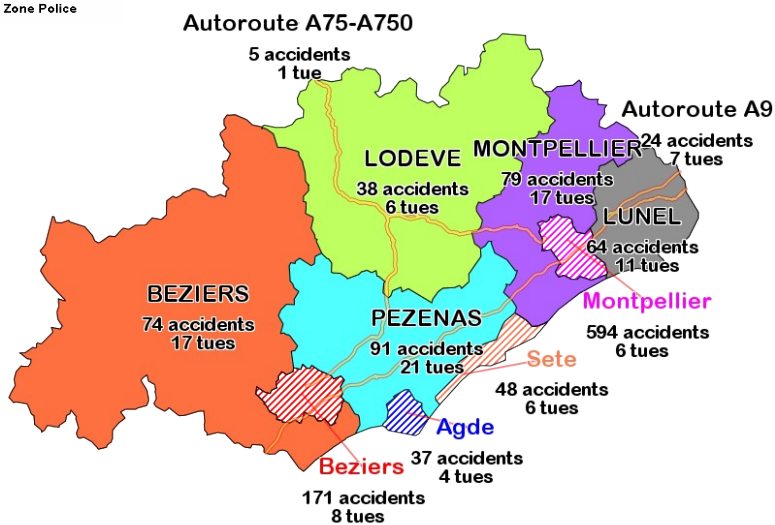 Zone Police
Autoroute A75-A750
5 accidents
1 tue
Autoroute A9
24 accidents
7 tues
MONTPELLIER
79 accidents
17 tues
LODEVE
38 accidents
6 tues
LUNEL
64 accidents
11 tues
BEZIERS
74 accidents
17 tues
PEZENAS
91 accidents
21 tues
Montpellier
594 accidents
6 tues
Sete
48 accidents
6 tues
Agde
37 accidents
4 tues
Beziers
171 accidents
8 tues